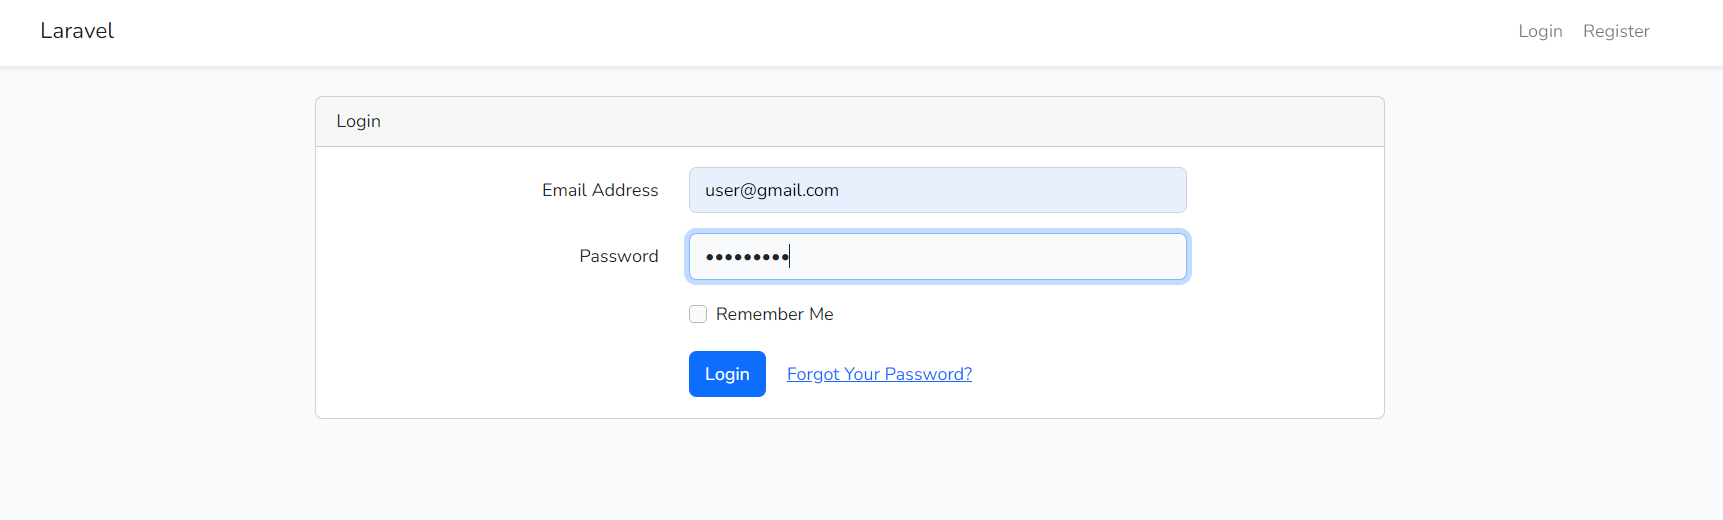 Laravel
Login Register
Login
Email Address user@gmail.com
Password •••••••••
Remember Me
Login Forgot Your Password?